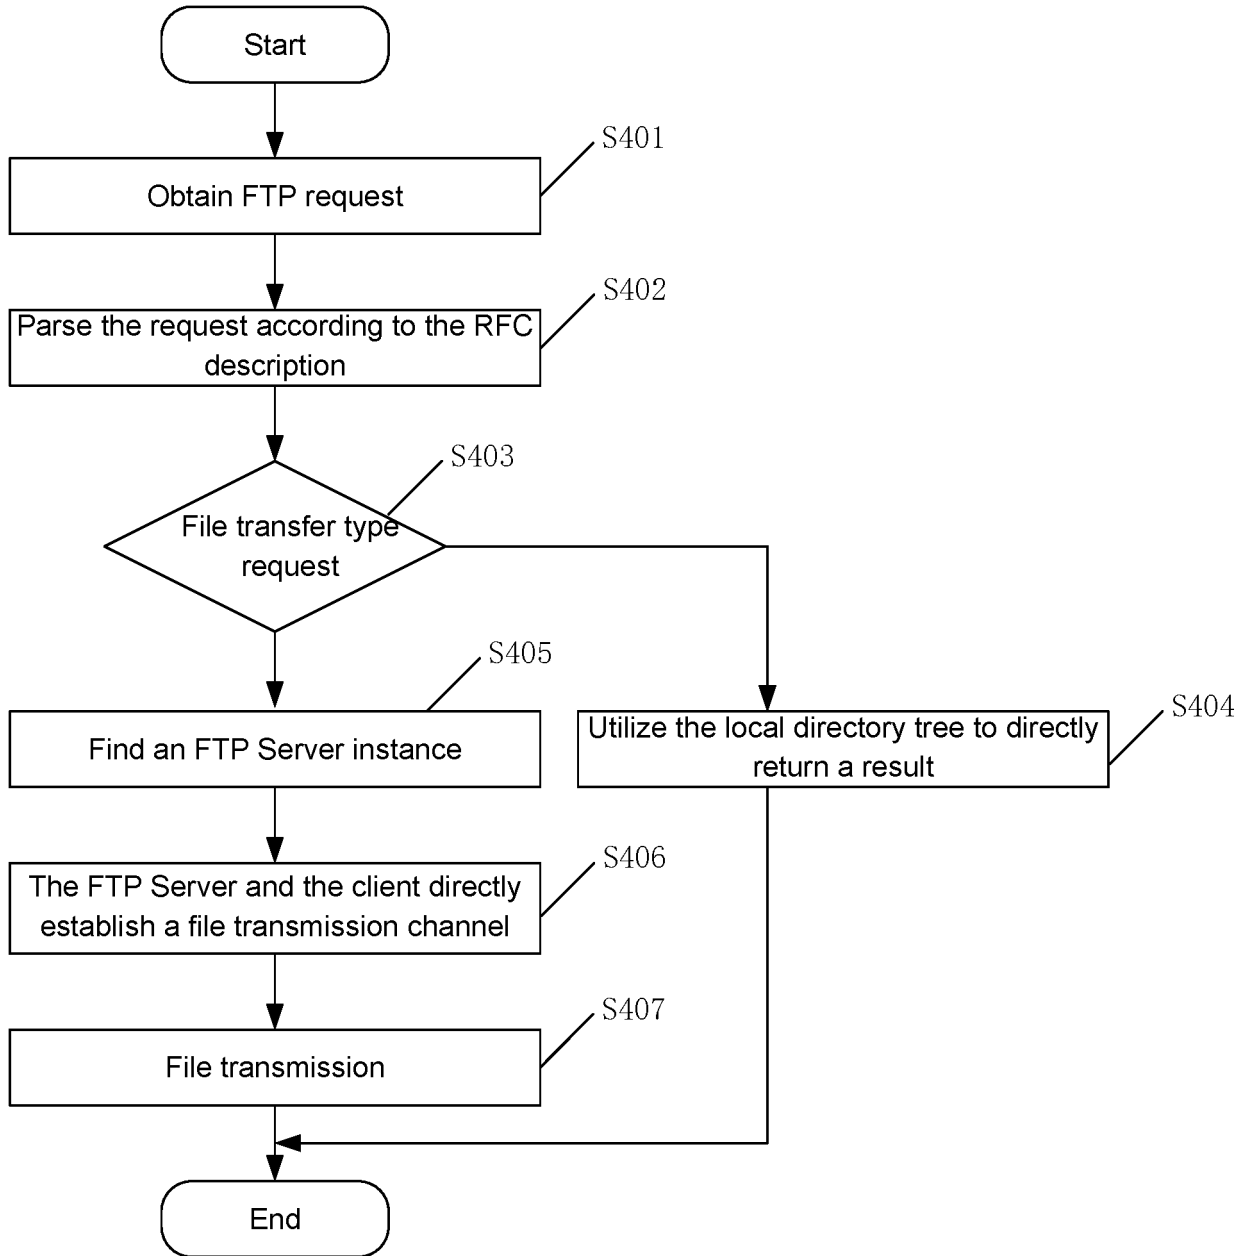 Start
S401
Obtain FTP request
S402
Parse the request according to the RFC
description
S403
File transfer type
request
S405
Find an FTP Server instance
S404
Utilize the local directory tree to directly
return a result
S406
The FTP Server and the client directly
establish a file transmission channel
S407
File transmission
End